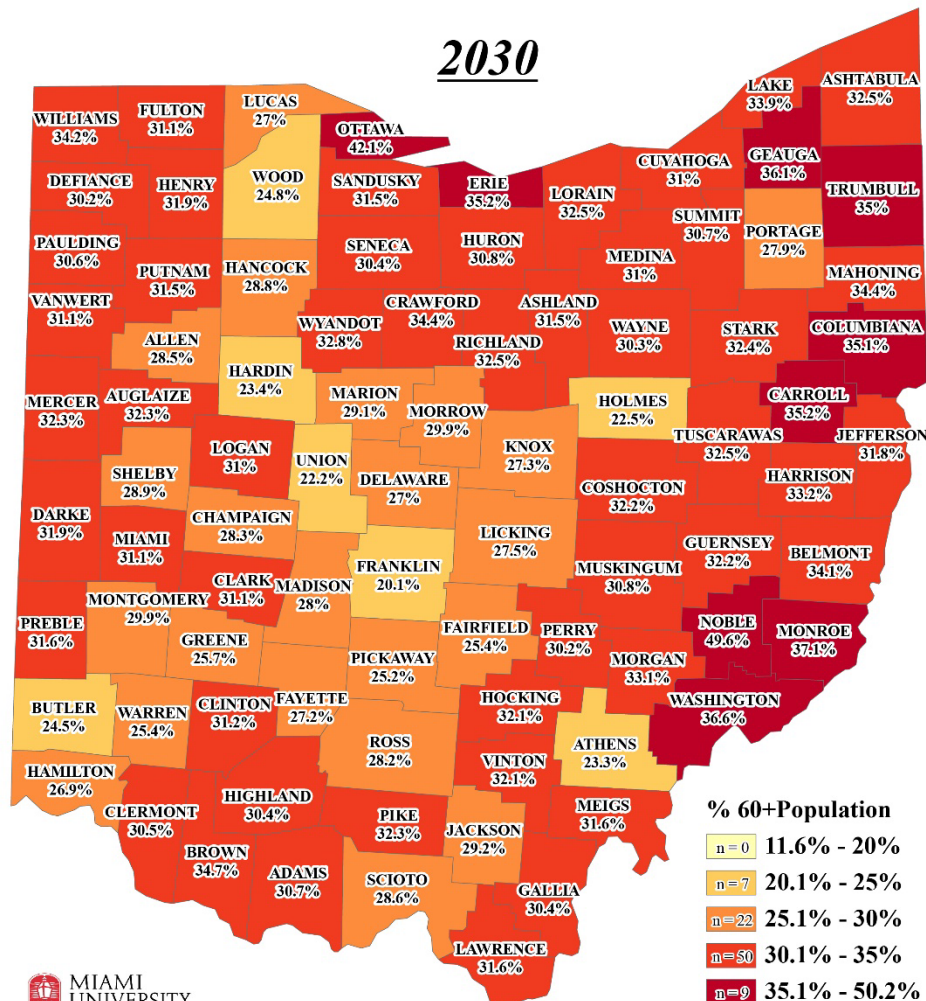 2030
WILLIAMS
34.2%
FULTON
31.1%
LUCAS
27%
OTTAWA
42.1%
LAKE
33.9%
ASHTABULA
32.5%
DEFIANCE
30.2%
HENRY
31.9%
WOOD
24.8%
SANDUSKY
31.5%
ERIE
35.2%
LORAIN
32.5%
CUYAHOGA
31%
GEAUGA
36.1%
TRUMBULL
35%
PAULDING
30.6%
PUTNAM
31.5%
HANCOCK
28.8%
SENECA
30.4%
HURON
30.8%
MEDINA
31%
SUMMIT
30.7%
PORTAGE
27.9%
MAHONING
34.4%
VANWERT
31.1%
ALLEN
28.5%
WYANDOT
32.8%
CRAWFORD
34.4%
RICHLAND
32.5%
ASHLAND
31.5%
WAYNE
30.3%
STARK
32.4%
COLUMBIANA
35.1%
MERCER
32.3%
AUGLAIZE
32.3%
HARDIN
23.4%
MARION
29.1%
MORROW
29.9%
HOLMES
22.5%
CARROLL
35.2%
TUSCARAWAS
32.5%
JEFFERSON
31.8%
SHELBY
28.9%
LOGAN
31%
UNION
22.2%
DELAWARE
27%
KNOX
27.3%
COSHOCTON
32.2%
HARRISON
33.2%
DARKE
31.9%
MIAMI
31.1%
CHAMPAIGN
28.3%
LICKING
27.5%
GUERNSEY
32.2%
BELMONT
34.1%
CLARK
31.1%
MADISON
28%
FRANKLIN
20.1%
MUSKINGUM
30.8%
PREBLE
31.6%
MONTGOMERY
29.9%
GREENE
25.7%
PICKAWAY
25.2%
FAIRFIELD
25.4%
PERRY
30.2%
MORGAN
33.1%
NOBLE
49.6%
MONROE
37.1%
BUTLER
24.5%
WARREN
25.4%
CLINTON
31.2%
FAYETTE
27.2%
ROSS
28.2%
HOCKING
32.1%
ATHENS
23.3%
WASHINGTON
36.6%
HAMILTON
26.9%
CLERMONT
30.5%
HIGHLAND
30.4%
PIKE
32.3%
VINTON
32.1%
JACKSON
29.2%
MEIGS
31.6%
BROWN
34.7%
ADAMS
30.7%
SCIOTO
28.6%
GALLIA
30.4%
LAWRENCE
31.6%
% 60+Population
n = 0 11.6% - 20%
n = 7 20.1% - 25%
n = 22 25.1% - 30%
n = 50 30.1% - 35%
n = 9 35.1% - 50.2%
MIAMI
UNIVERSITY